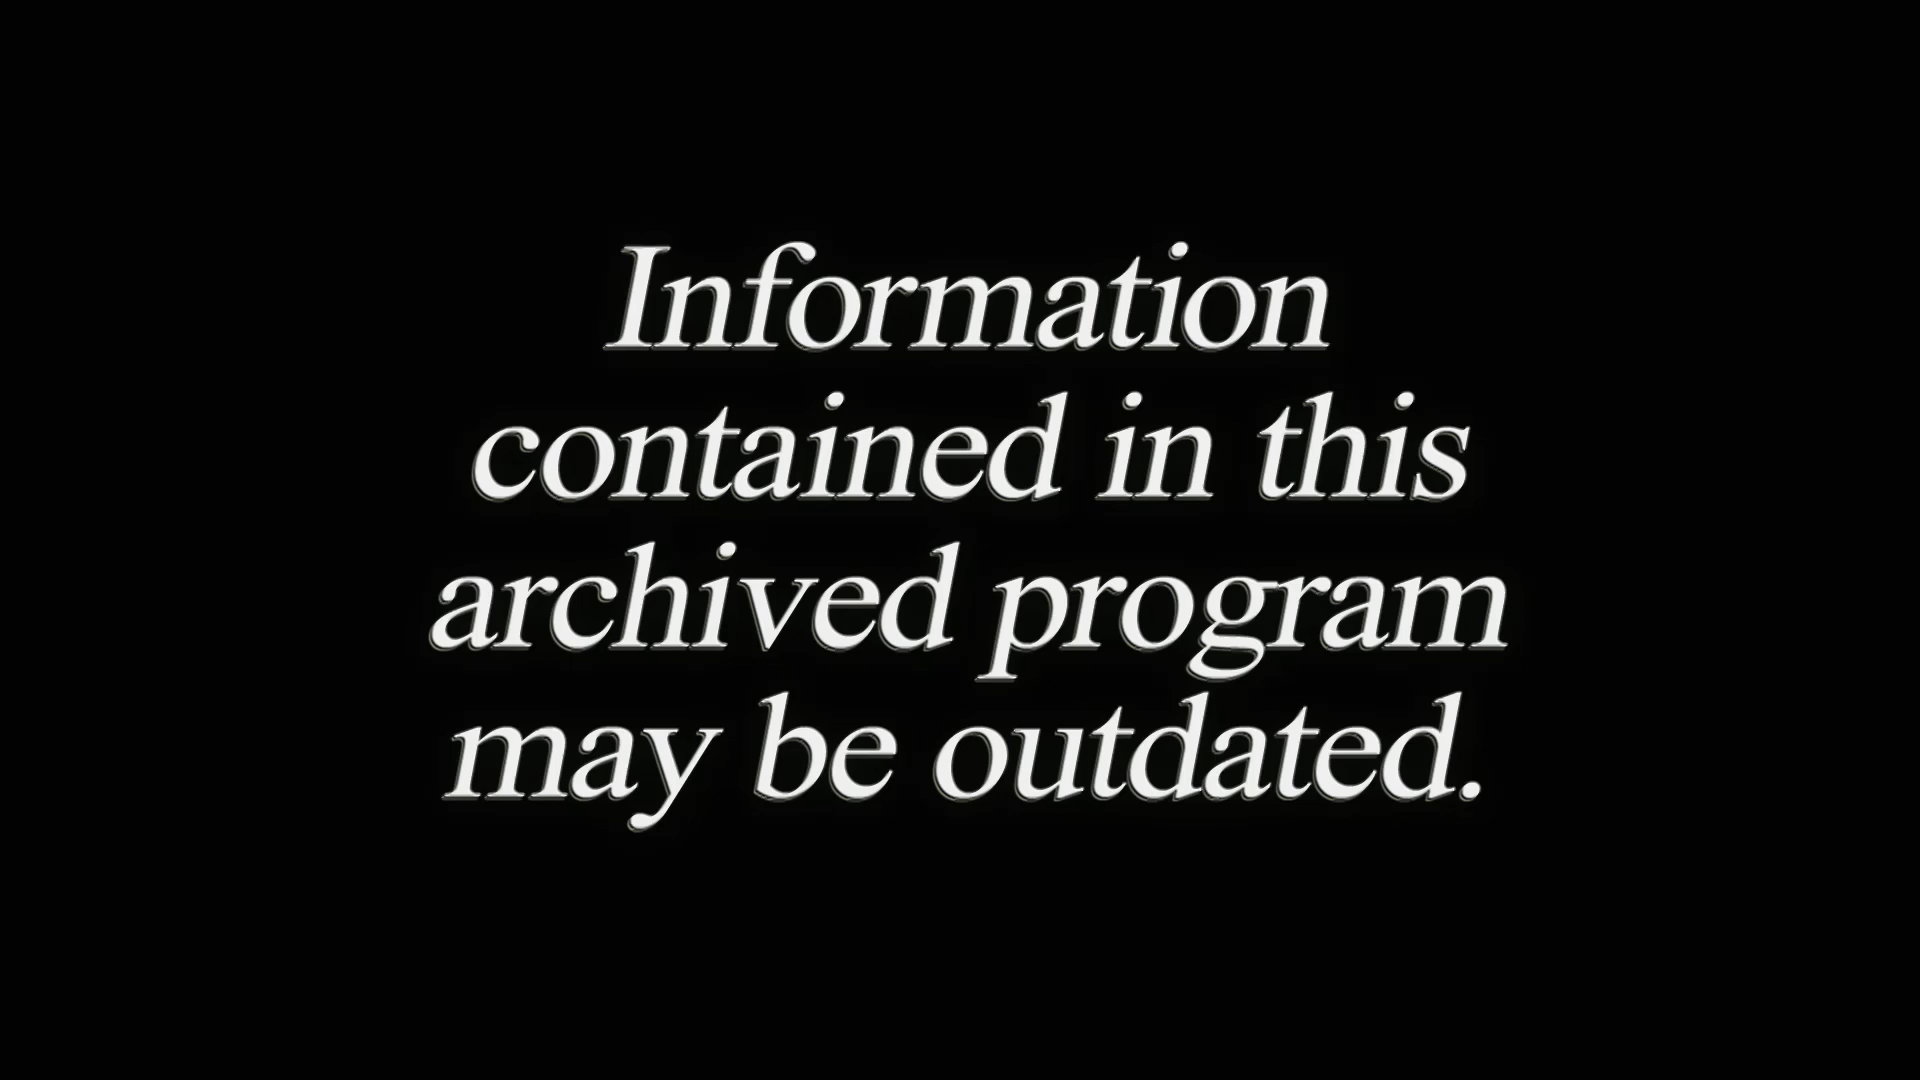 Information
contained in this
archived program
may be outdated.